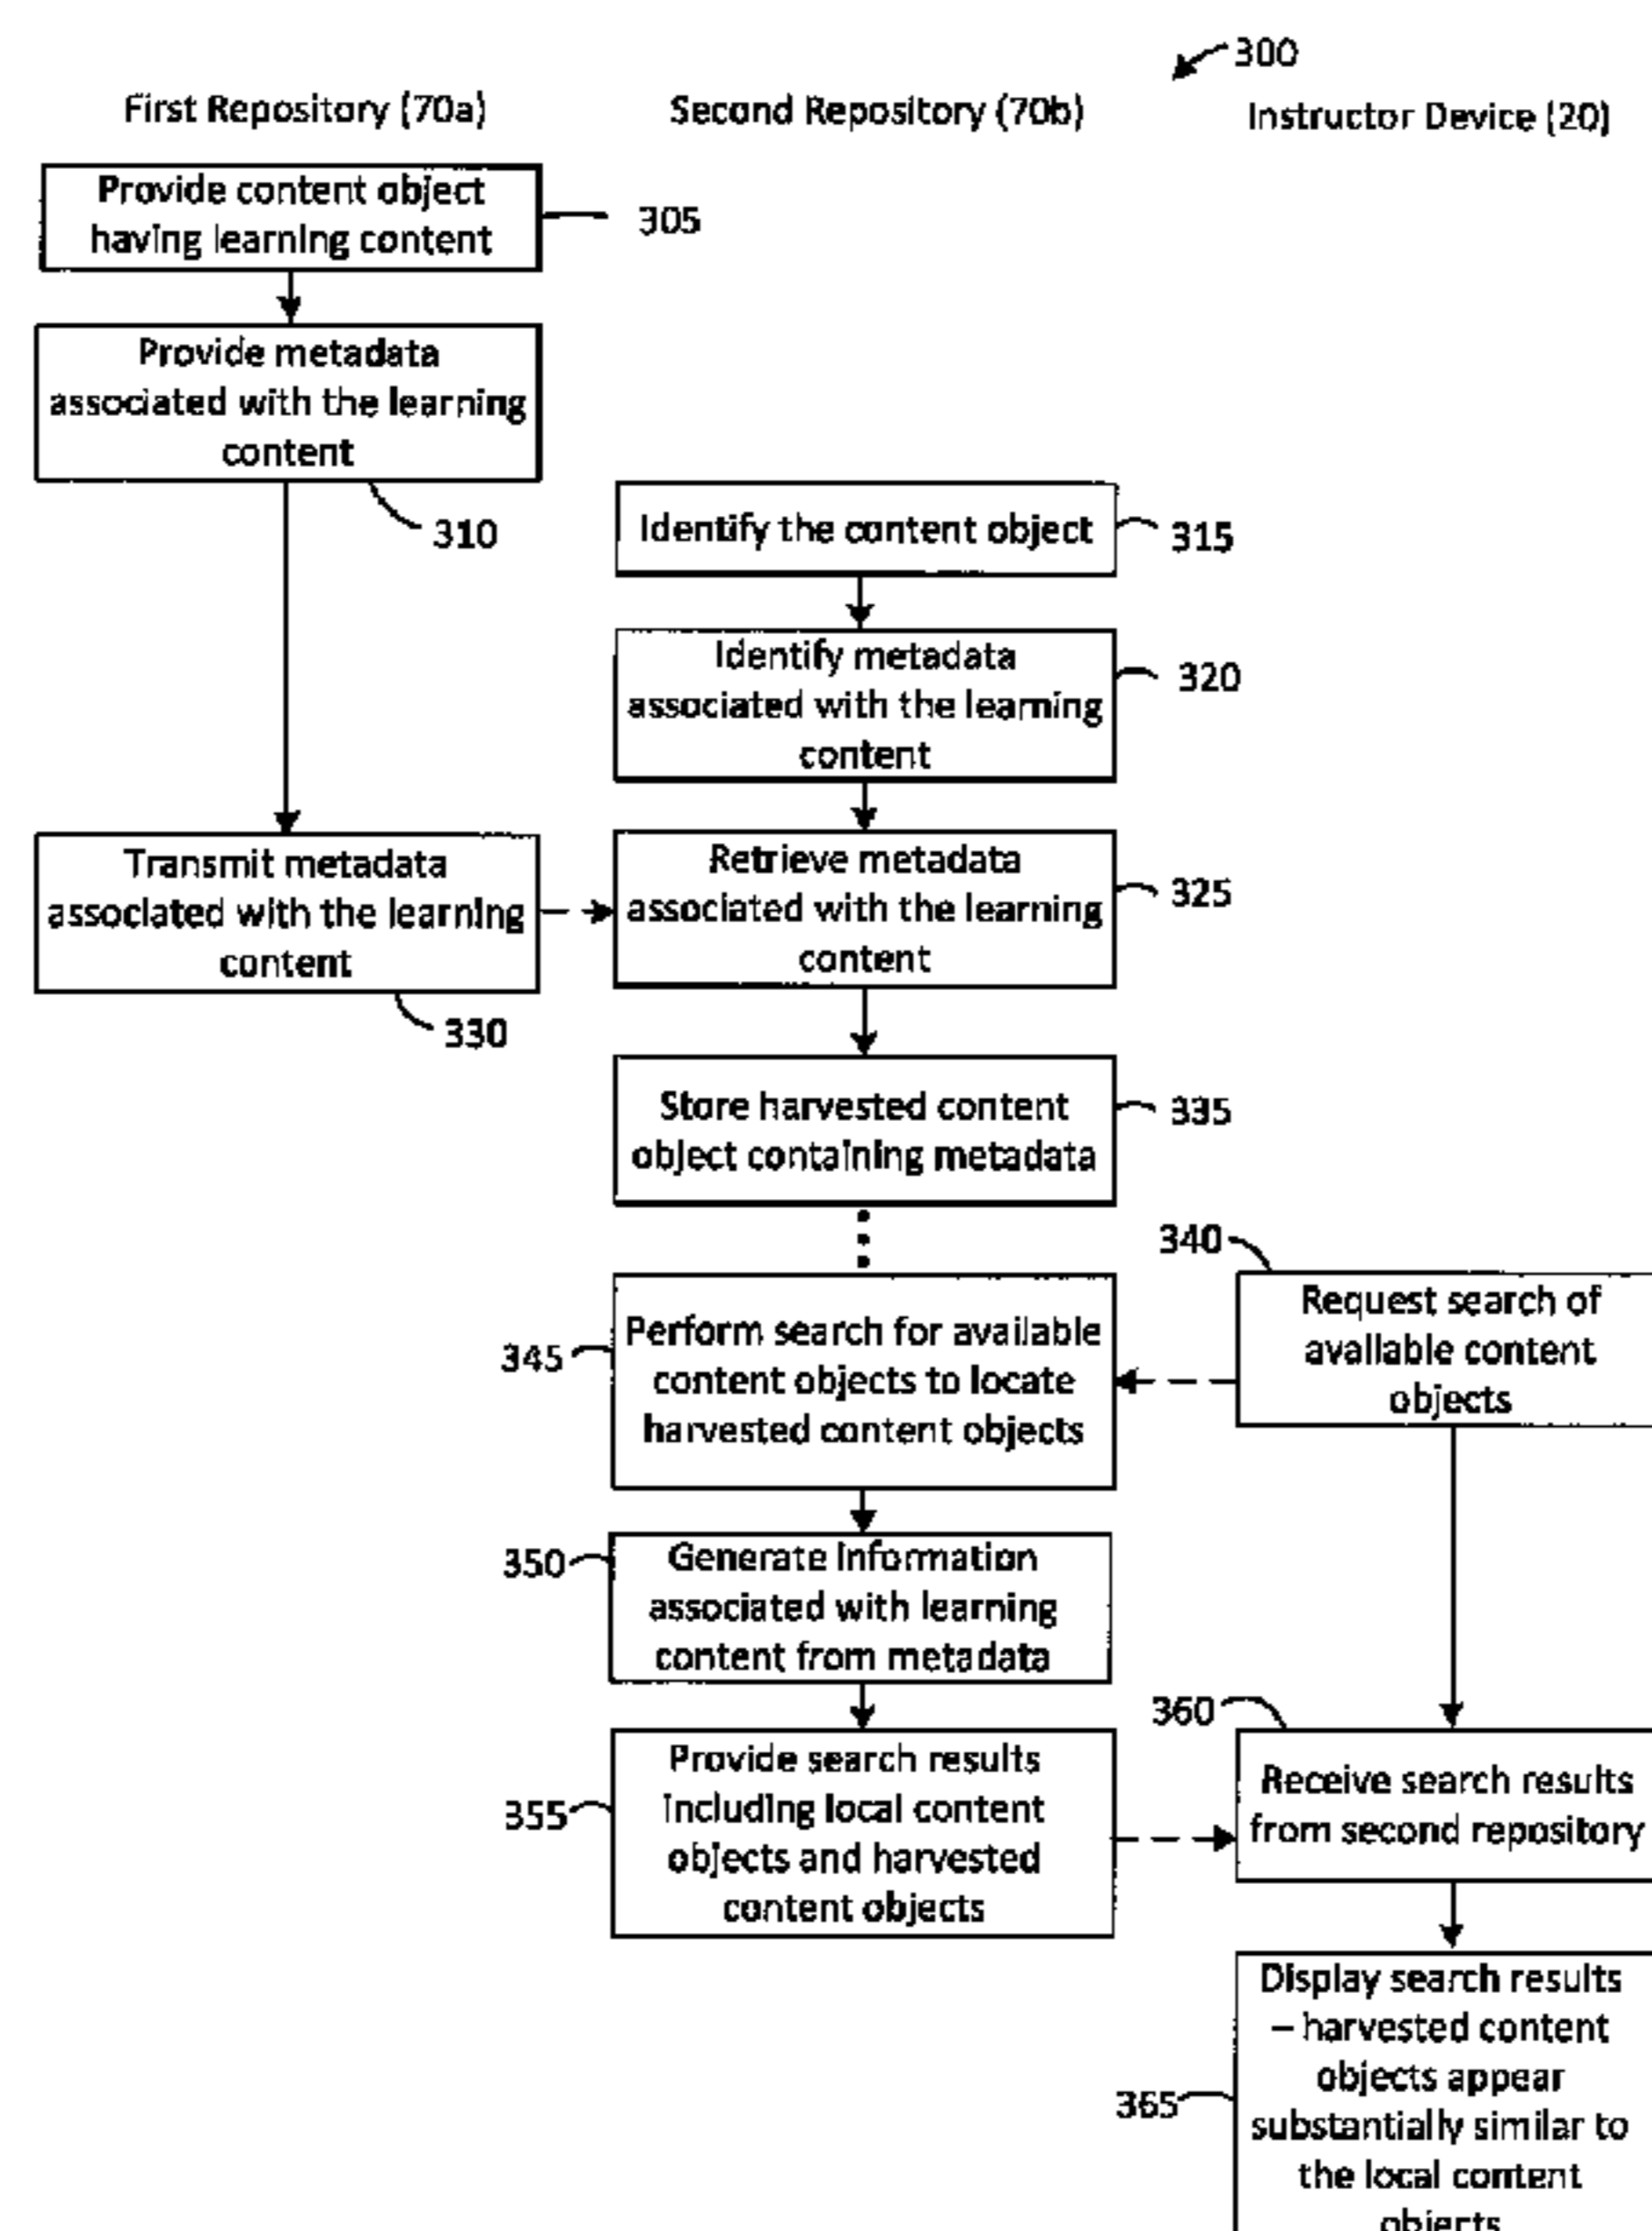 300
First Repository (70a)
Second Repository (70b)
Instructor Device (20)
Provide content object
having learning content
305
Provide metadata
associated with the learning
content
310
Identify the content object
315
Identify metadata
associated with the learning
content
320
Transmit metadata
associated with the learning
content
330
Retrieve metadata
associated with the learning
content
325
Store harvested content
object containing metadata
335
340
Request search of
available content
objects
345
Perform search for available
content objects to locate
harvested content objects
350
Generate information
associated with learning
content from metadata
355
Provide search results
including local content
objects and harvested
content objects
360
Receive search results
from second repository
365
Display search results
– harvested content
objects appear
substantially similar to
the local content
objects